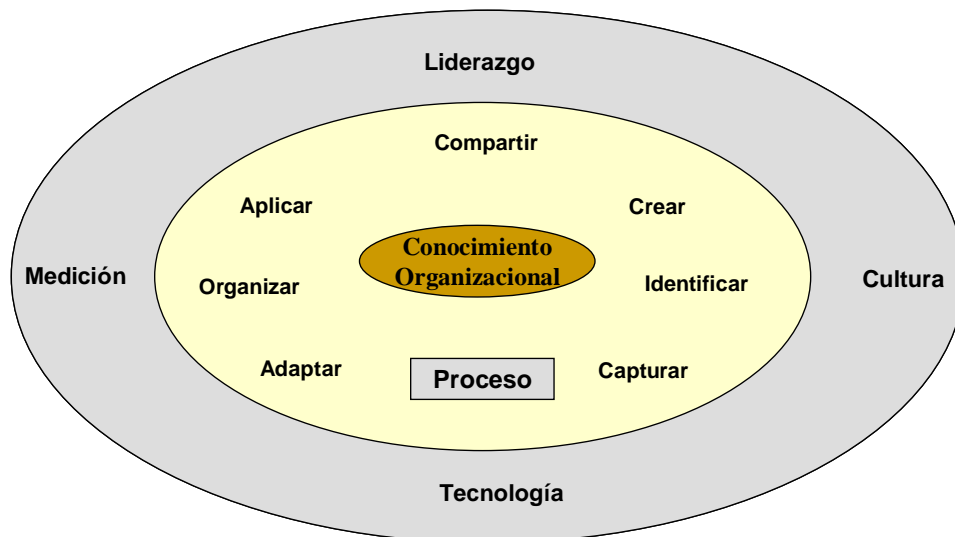 Liderazgo
Compartir
Aplicar
Crear
Conocimiento
Organizacional
Medición
Organizar
Identificar
Cultura
Adaptar
Proceso
Capturar
Tecnología